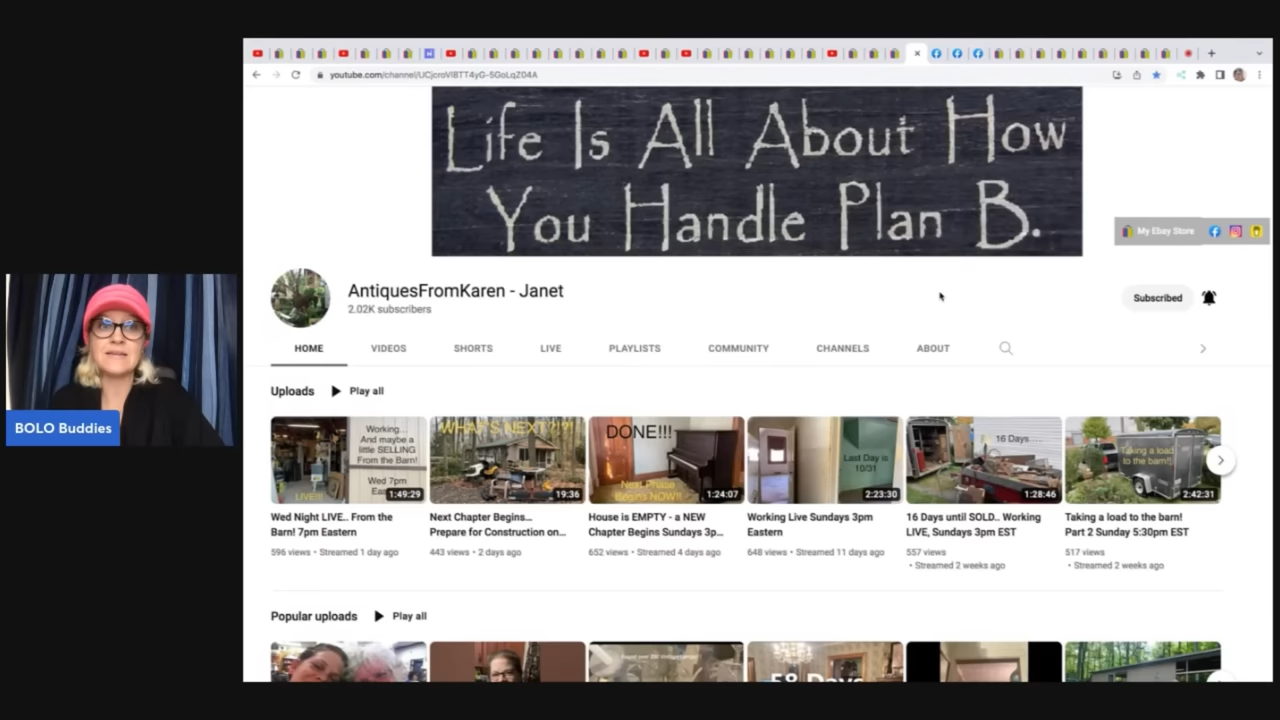 youtube.com/channel/UCjcroVlBTT4yG-SGoLqZ04A
Life Is All About How
You Handle Plan B.
My Ebay Store
AntiquesFromKaren - Janet
2.02K subscribers
Subscribed
HOME VIDEOS SHORTS LIVE PLAYLISTS COMMUNITY CHANNELS ABOUT
BOLO Buddies
Uploads Play all
Working...
And maybe a
little SELLING
From the Barn!
Wed 7pm
LIVE!!!
1:49:29
Wed Night LIVE.. From the
Barn! 7pm Eastern
596 views • Streamed 1 day ago
WHAT'S NEXT?!?!
19:36
Next Chapter Begins...
Prepare for Construction on...
443 views • 2 days ago
DONE!!!
Next Phase
Begins NOW!!
1:24:07
House is EMPTY - a NEW
Chapter Begins Sundays 3p...
652 views • Streamed 4 days ago
Last Day is
10/31
2:23:30
Working Live Sundays 3pm
Eastern
648 views • Streamed 11 days ago
16 Days
1:28:46
16 Days until SOLD.. Working
LIVE, Sundays 3pm EST
557 views
• Streamed 2 weeks ago
Taking a load
to the barn!!
2:42:31
Taking a load to the barn!
Part 2 Sunday 5:30pm EST
517 views
• Streamed 2 weeks ago
Popular uploads Play all
58 Days